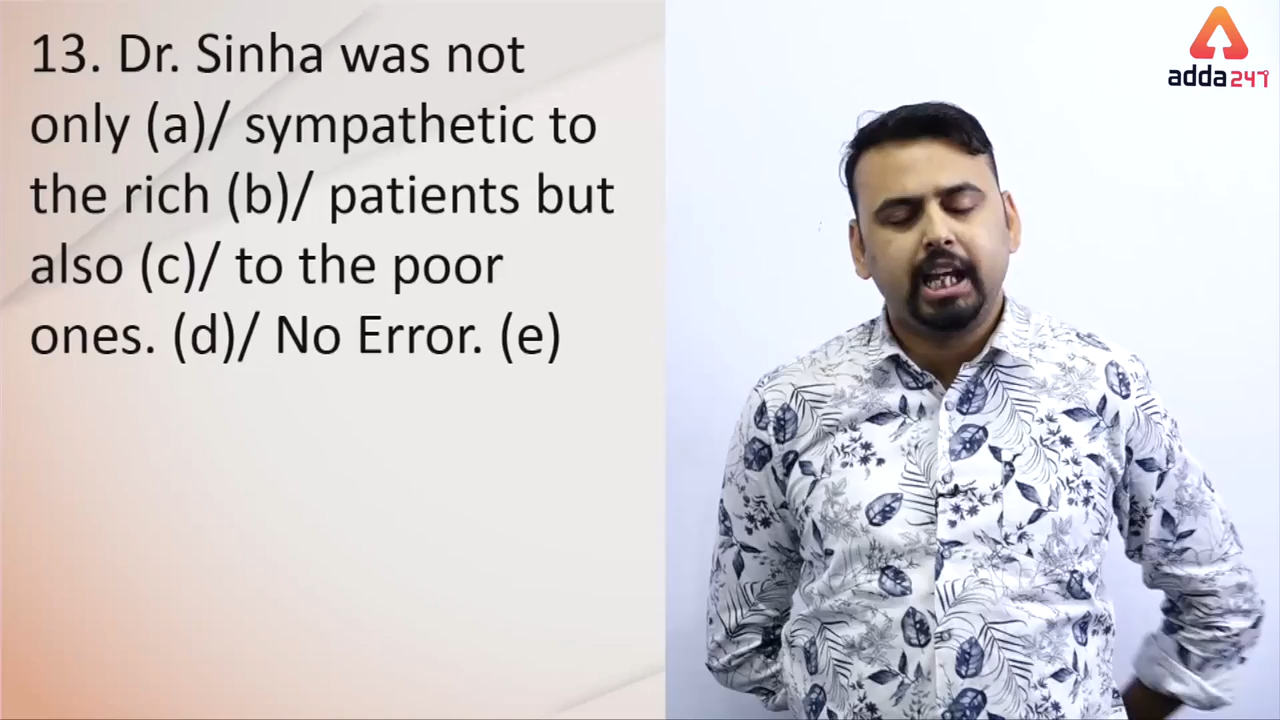 13. Dr. Sinha was not
only (a)/ sympathetic to
the rich (b)/ patients but
also (c)/ to the poor
ones. (d)/ No Error. (e)
adda247